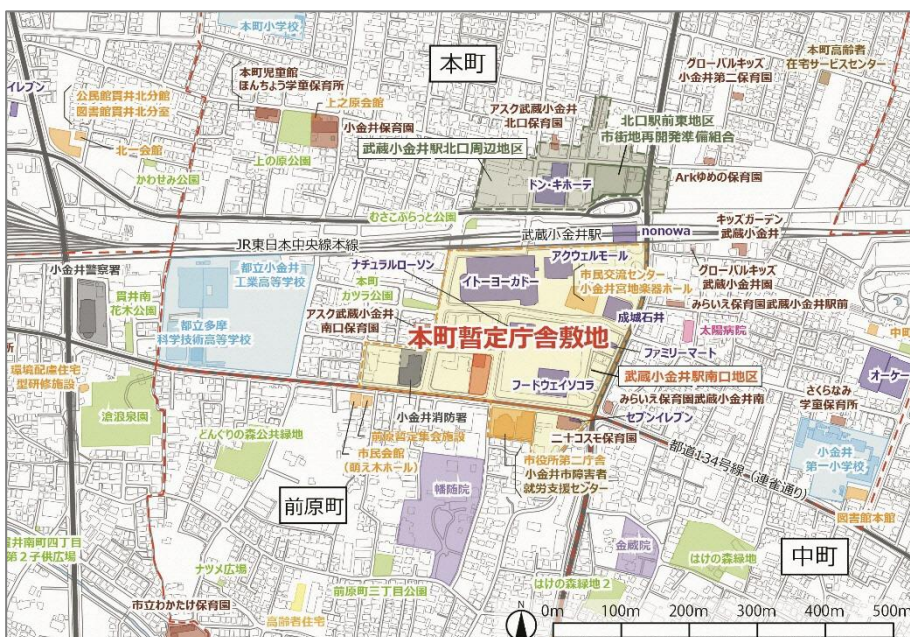 本町小学校
本町
グローバルキッズ
小金井第二保育園
本町高齢者
在宅サービスセンター
イレブン
公民館貫井北分館
図書館貫井北分室
本町児童館
ほんちょう学童保育所
上之原会館
アスク武蔵小金井
北口保育園
北口駅前東地区
市街地再開発準備組合
小金井保育園
北一会館
武蔵小金井駅北口周辺地区
上の原公園
かわせみ公園
ドン・キホーテ
Arkゆめの保育園
むさこぷらっと公園
キッズガーデン
武蔵小金井
武蔵小金井駅
nonowa
JR東日本中央線本線
アクウェルモール
小金井警察署
都立小金井
工業高等学校
ナチュラルローソン
イトーヨーカドー
市民交流センター
小金井宮地楽器ホール
グローバルキッズ
武蔵小金井園
貫井南
花木公園
本町
カツラ公園
みらいえ保育園武蔵小金井駅前
成城石井
アスク武蔵小金井
南口保育園
都立多摩
科学技術高等学校
本町暫定庁舎敷地
太陽病院
中町
ファミリーマート
オーケー
所
環境配慮住宅
型研修施設
フードウェイソコラ
武蔵小金井駅南口地区
さくらなみ
学童保育所
滄浪泉園
小金井消防署
みらいえ保育園武蔵小金井南
セブンイレブン
前原暫定集会施設
どんぐりの森公共緑地
市民会館
(萌え木ホール)
二十コスモ保育園
市役所第二庁舎
小金井市障害者
就労支援センター
都道134号線(連雀通り)
小金井
第一小学校
前原町
幡随院
図書館本館
貫井南町四丁目
第2子供広場
金蔵院
はけの森緑地
中町
ナツメ広場
前原町三丁目公園
はけの森緑地2
市立わかたけ保育園
高齢者住宅
N
0m 100m 200m 300m 400m 500m